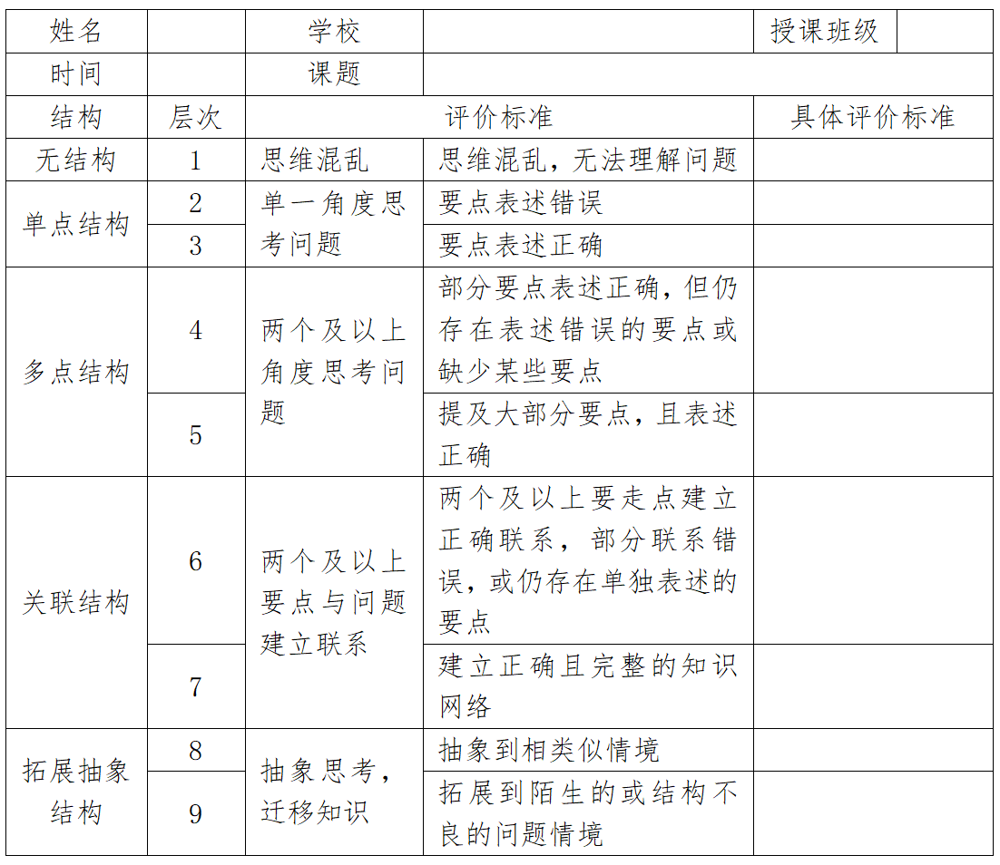 姓名 学校 授课班级
时间 课题
结构 层次 评价标准 具体评价标准
无结构 1 思维混乱 思维混乱，无法理解问题
单点结构
2
单一角度思
考问题
要点表述错误
3
要点表述正确
多点结构
4
两个及以上
角度思考问
题
部分要点表述正确，但仍
存在表述错误的要点或
缺少某些要点
5
提及大部分要点，且表述
正确
关联结构
6
两个及以上
要点与问题
建立联系
两个及以上要走点建立
正确联系，部分联系错
误，或仍存在单独表述的
要点
7
建立正确且完整的知识
网络
拓展抽象
结构
8
抽象思考，
迁移知识
抽象到相类似情境
9
拓展到陌生的或结构不
良的问题情境